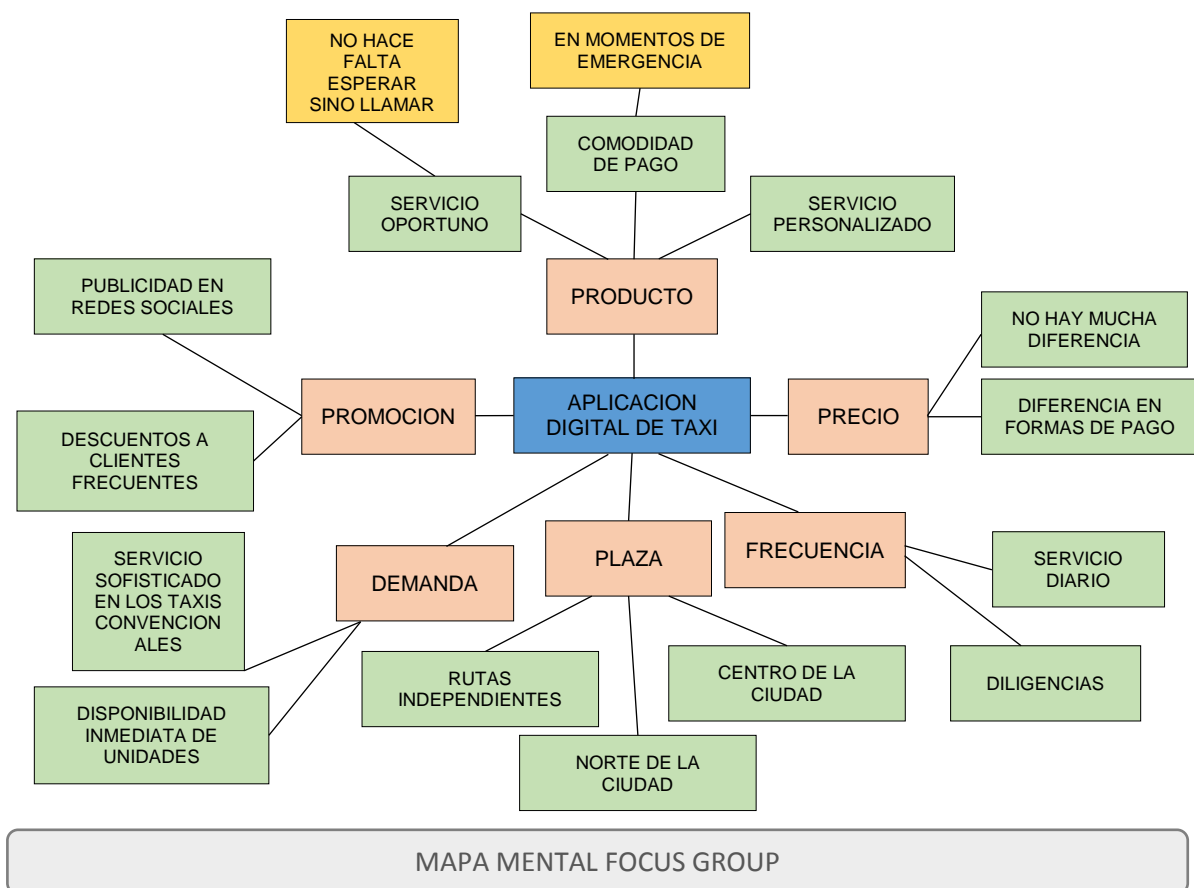 NO HACE
FALTA
ESPERAR
SINO LLAMAR
EN MOMENTOS DE
EMERGENCIA
COMODIDAD
DE PAGO
SERVICIO
OPORTUNO
SERVICIO
PERSONALIZADO
PUBLICIDAD EN
REDES SOCIALES
PRODUCTO
NO HAY MUCHA
DIFERENCIA
PROMOCION
APLICACION
DIGITAL DE TAXI
PRECIO
DIFERENCIA EN
FORMAS DE PAGO
DESCUENTOS A
CLIENTES
FRECUENTES
SERVICIO
SOFISTICADO
EN LOS TAXIS
CONVENCION
ALES
DEMANDA
PLAZA
FRECUENCIA
SERVICIO
DIARIO
RUTAS
INDEPENDIENTES
CENTRO DE LA
CIUDAD
DILIGENCIAS
DISPONIBILIDAD
INMEDIATA DE
UNIDADES
NORTE DE LA
CIUDAD
MAPA MENTAL FOCUS GROUP